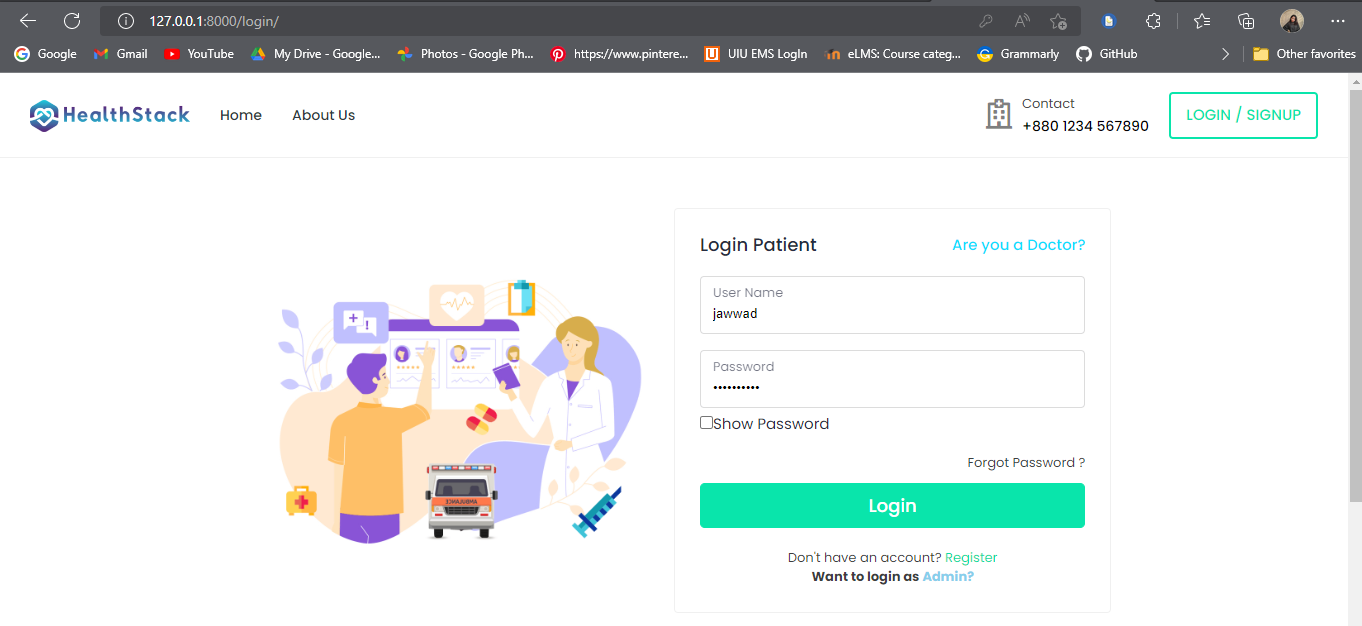 127.0.0.1:8000/login/
Google Gmail YouTube My Drive - Google... Photos - Google Ph... https://www.pintere... UIU EMS LogIn eLMS: Course categ... Grammarly GitHub Other favorites
HealthStack Home About Us
Contact
+880 1234 567890
LOGIN / SIGNUP
Login Patient Are you a Doctor?
User Name
jawwad
Password
••••••••••
Show Password
Forgot Password ?
Login
Don't have an account? Register
Want to login as Admin?
AMBULANCE